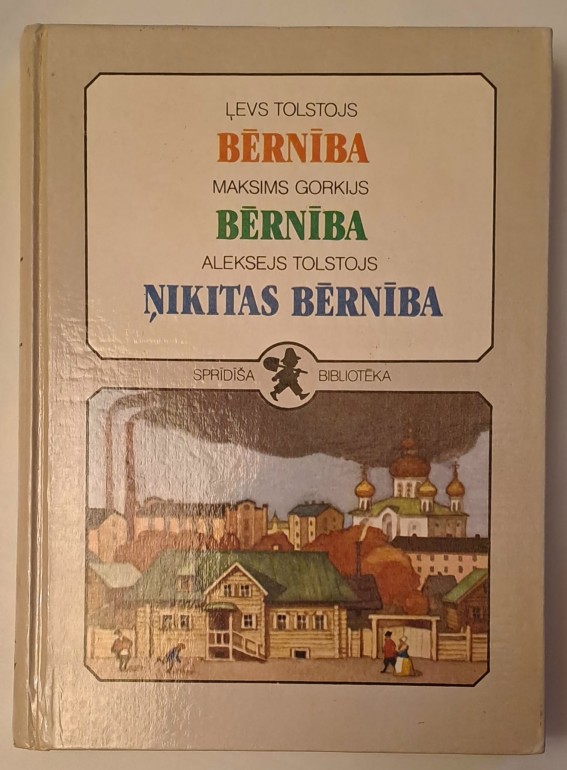 ĻEVS TOLSTOJS
BĒRNĪBA
MAKSIMS GORKIJS
BĒRNĪBA
ALEKSEJS TOLSTOJS
ŅIKITAS BĒRNĪBA
SPRĪDĪŠA BIBLIOTĒKA